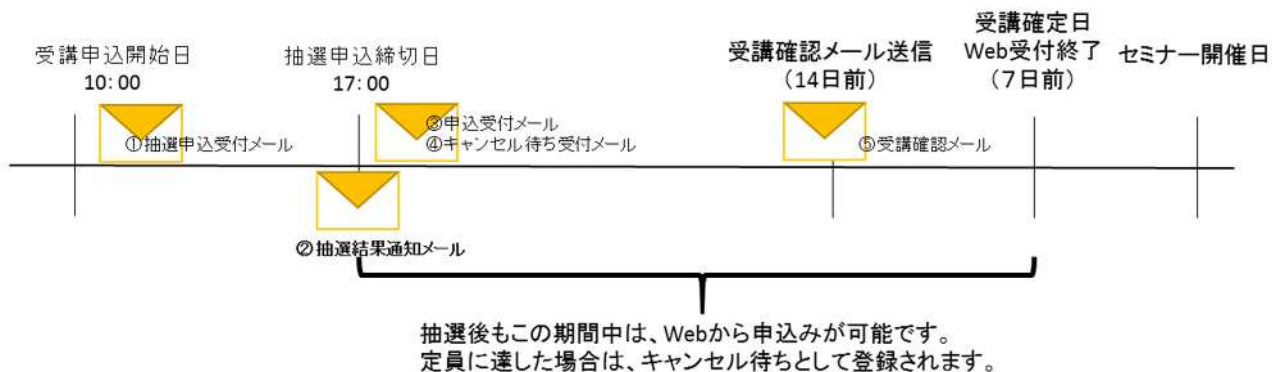 受講申込開始日
10:00
抽選申込締切日
17:00
受講確認メール送信
（14日前）
受講確定日
Web受付終了
（7日前）
セミナー開催日
①抽選申込受付メール
③申込受付メール
④キャンセル待ち受付メール
⑤受講確認メール
②抽選結果通知メール
抽選後もこの期間中は、Webから申込みが可能です。
定員に達した場合は、キャンセル待ちとして登録されます。